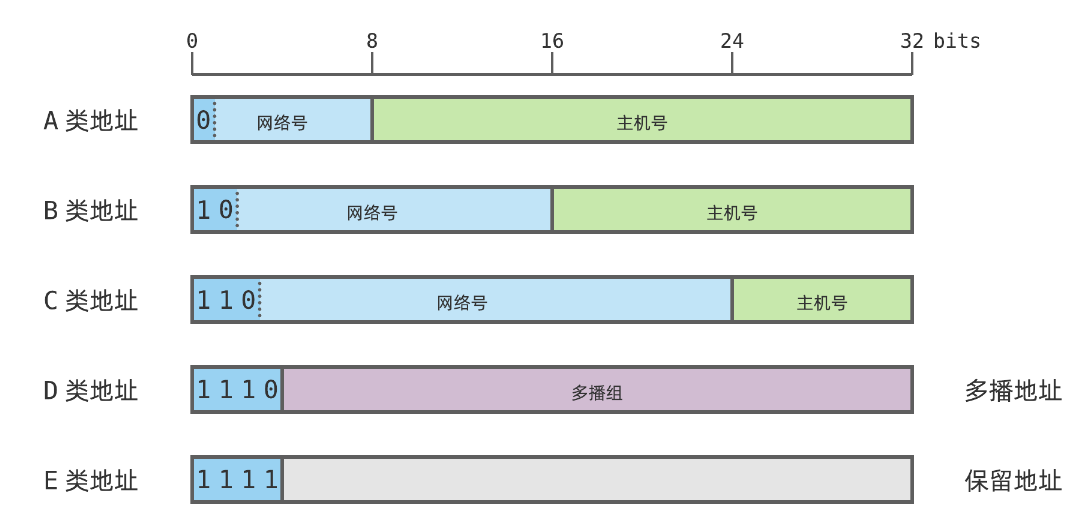 0 8 16 24 32 bits
A 类地址 0 网络号 主机号
B 类地址 1 0 网络号 主机号
C 类地址 1 1 0 网络号 主机号
D 类地址 1 1 1 0 多播组 多播地址
E 类地址 1 1 1 1 保留地址